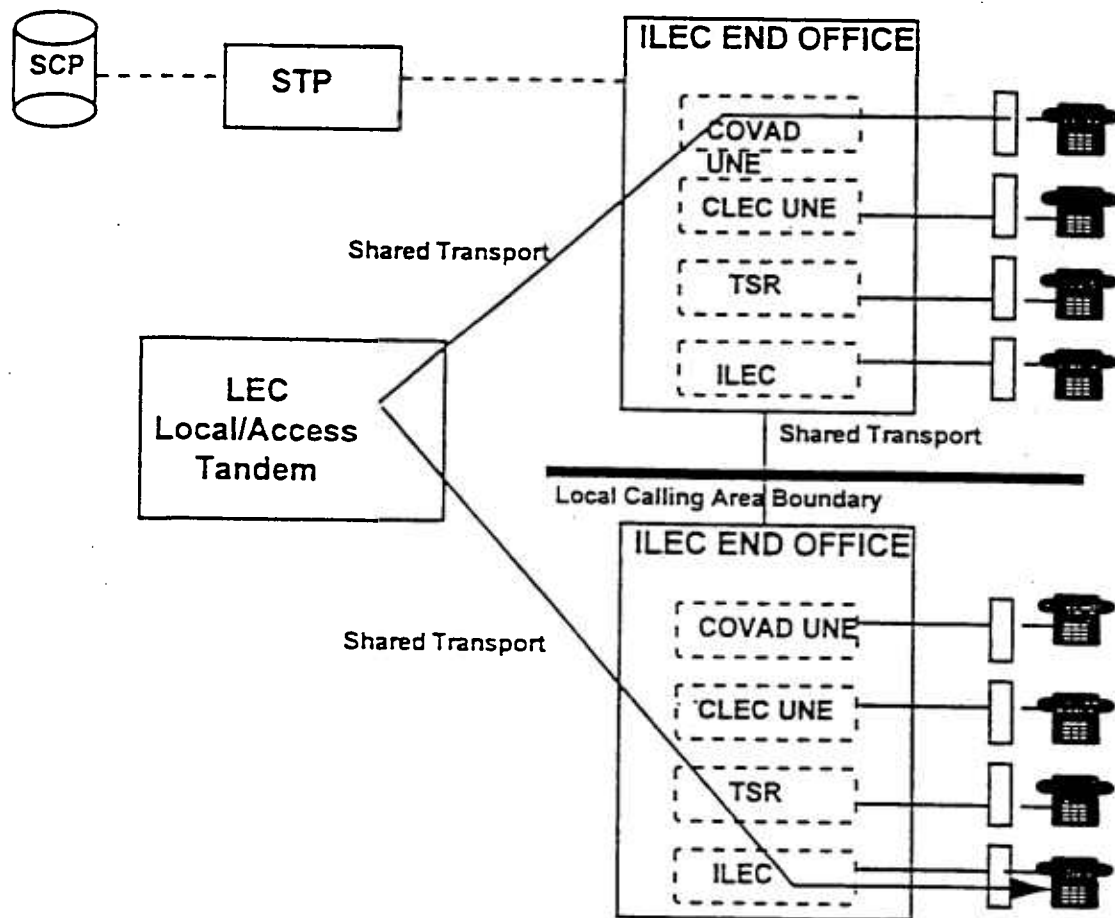 SCP
STP
ILEC END OFFICE
COVAD
UNE
CLEC UNE
TSR
ILEC
Shared Transport
LEC
Local/Access
Tandem
Shared Transport
Local Calling Area Boundary
ILEC END OFFICE
Shared Transport
COVAD UNE
CLEC UNE
TSR
ILEC